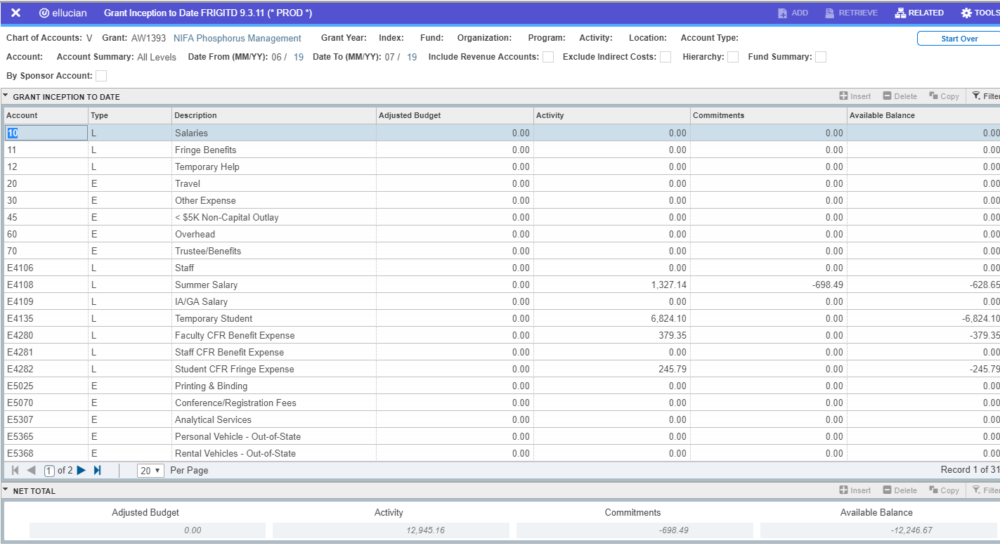 ellucian Grant Inception to Date FRIGITD 9.3.11 (* PROD *) ADD RETRIEVE RELATED TOOLS
Chart of Accounts: V Grant: AW1393 NIFA Phosphorus Management Grant Year: Index: Fund: Organization: Program: Activity: Location: Account Type: Start Over
Account: Account Summary: All Levels Date From (MM/YY): 06 / 19 Date To (MM/YY): 07 / 19 Include Revenue Accounts: Exclude Indirect Costs: Hierarchy: Fund Summary:
By Sponsor Account:
GRANT INCEPTION TO DATE Insert Delete Copy Filter
Account Type Description Adjusted Budget Activity Commitments Available Balance
10 L Salaries 0.00 0.00 0.00 0.00
11 L Fringe Benefits 0.00 0.00 0.00 0.00
12 L Temporary Help 0.00 0.00 0.00 0.00
20 E Travel 0.00 0.00 0.00 0.00
30 E Other Expense 0.00 0.00 0.00 0.00
45 E < $5K Non-Capital Outlay 0.00 0.00 0.00 0.00
60 E Overhead 0.00 0.00 0.00 0.00
70 E Trustee/Benefits 0.00 0.00 0.00 0.00
E4106 L Staff 0.00 0.00 0.00 0.00
E4108 L Summer Salary 0.00 1,327.14 -698.49 -628.65
E4109 L IA/GA Salary 0.00 0.00 0.00 0.00
E4135 L Temporary Student 0.00 6,824.10 0.00 -6,824.10
E4280 L Faculty CFR Benefit Expense 0.00 379.35 0.00 -379.35
E4281 L Staff CFR Benefit Expense 0.00 0.00 0.00 0.00
E4282 L Student CFR Fringe Expense 0.00 245.79 0.00 -245.79
E5025 E Printing & Binding 0.00 0.00 0.00 0.00
E5070 E Conference/Registration Fees 0.00 0.00 0.00 0.00
E5307 E Analytical Services 0.00 0.00 0.00 0.00
E5365 E Personal Vehicle - Out-of-State 0.00 0.00 0.00 0.00
E5368 E Rental Vehicles - Out-of-State 0.00 0.00 0.00 0.00
1 of 2 20 Per Page Record 1 of 31
NET TOTAL Insert Delete Copy Filter
Adjusted Budget Activity Commitments Available Balance
0.00 12,945.16 -698.49 -12,246.67